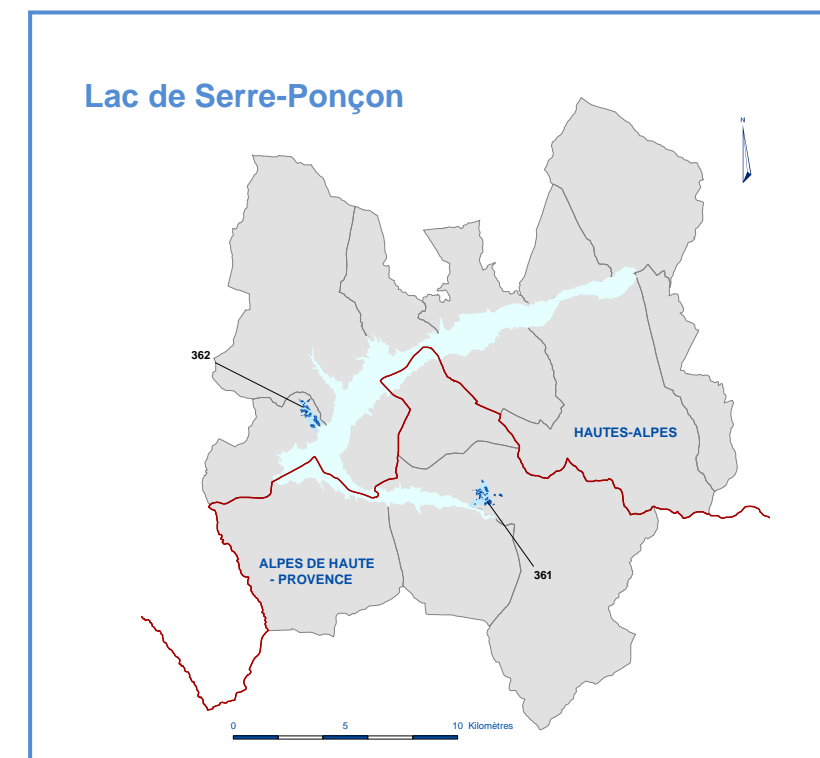 Lac de Serre-Ponçon
N
362
HAUTES-ALPES
ALPES DE HAUTE
- PROVENCE
361
0 5 10 Kilomètres